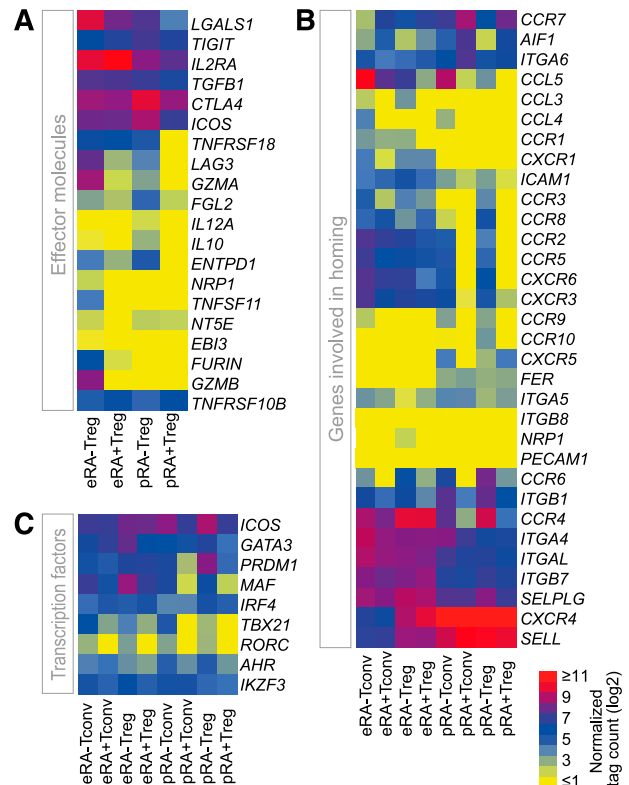 A
Effector molecules
LGALS1
TIGIT
IL2RA
TGFB1
CTLA4
ICOS
TNFRSF18
LAG3
GZMA
FGL2
IL12A
IL10
ENTPD1
NRP1
TNFSF11
NT5E
EBI3
FURIN
GZMB
TNFRSF10B
eRA-Treg
eRA+Treg
pRA-Treg
pRA+Treg
B
Genes involved in homing
CCR7
AIF1
ITGA6
CCL5
CCL3
CCL4
CCR1
CXCR1
ICAM1
CCR3
CCR8
CCR2
CCR5
CXCR6
CXCR3
CCR9
CCR10
CXCR5
FER
ITGA5
ITGB8
NRP1
PECAM1
CCR6
ITGB1
CCR4
ITGA4
ITGAL
ITGB7
SELPLG
CXCR4
SELL
eRA-Tconv
eRA+Tconv
eRA-Treg
eRA+Treg
pRA-Tconv
pRA+Tconv
pRA-Treg
pRA+Treg
C
Transcription factors
ICOS
GATA3
PRDM1
MAF
IRF4
TBX21
RORC
AHR
IKZF3
eRA-Tconv
eRA+Tconv
eRA-Treg
eRA+Treg
pRA-Tconv
pRA+Tconv
pRA-Treg
pRA+Treg
≥11
9
7
5
3
≤1
Normalized
tag count (log2)